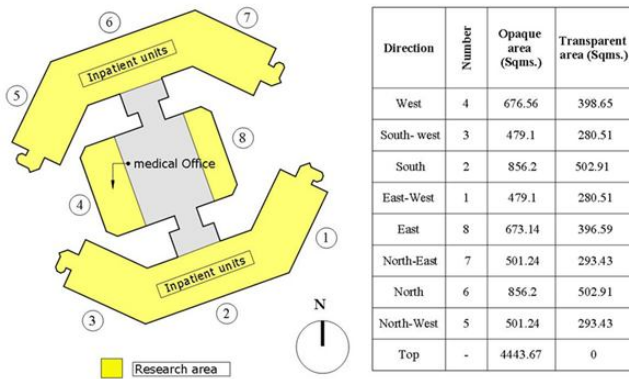 6
7
Inpatient units
5
8
medical Office
4
1
Inpatient units
N
3
2
Research area
Direction Number Opaque area (Sqms.) Transparent area (Sqms.)
West 4 676.56 398.65
South- west 3 479.1 280.51
South 2 856.2 502.91
East-West 1 479.1 280.51
East 8 673.14 396.59
North-East 7 501.24 293.43
North 6 856.2 502.91
North-West 5 501.24 293.43
Top - 4443.67 0